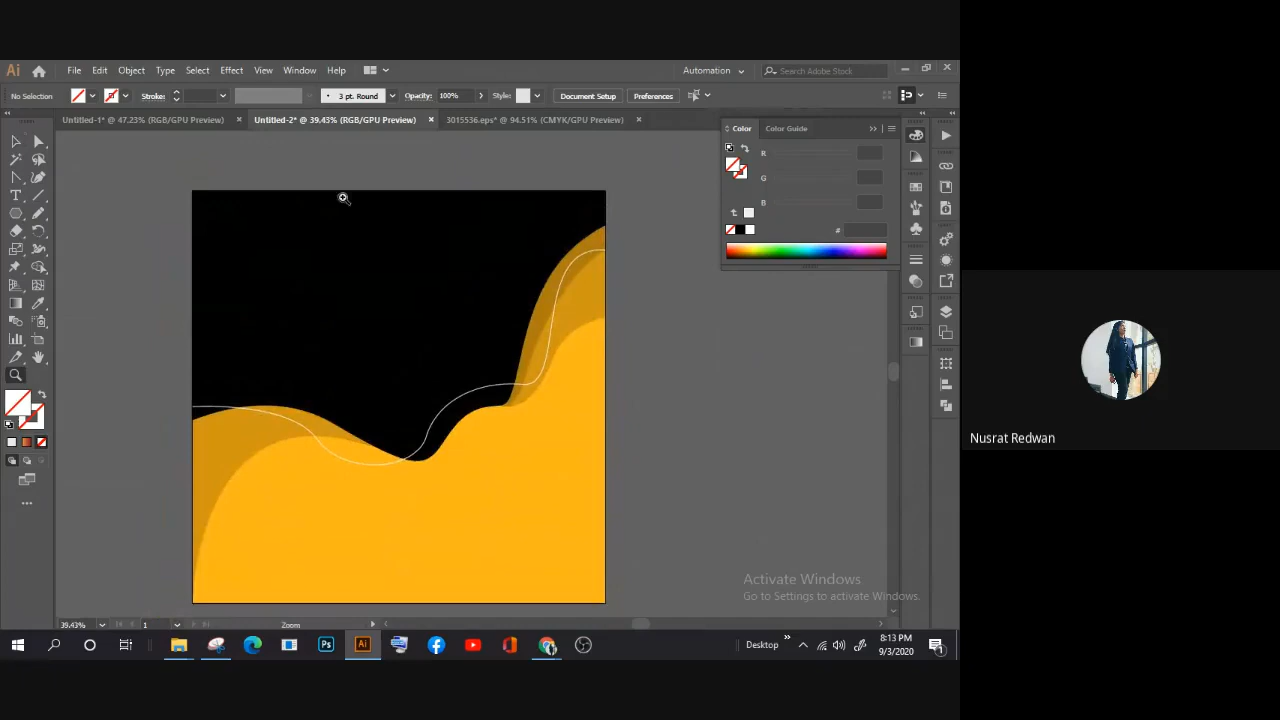 Ai File Edit Object Type Select Effect View Window Help Automation Search Adobe Stock
No Selection Stroke: 3 pt. Round Opacity: 100% Style: Document Setup Preferences
Untitled-1* @ 47.23% (RGB/GPU Preview) × Untitled-2* @ 39.43% (RGB/GPU Preview) × 3015536.eps* @ 94.51% (CMYK/GPU Preview) ×
Color Color Guide
R
G
B
#
Nusrat Redwan
Activate Windows
Go to Settings to activate Windows.
39.43% 1 Zoom
Ps Ai Desktop 8:13 PM
9/3/2020 1